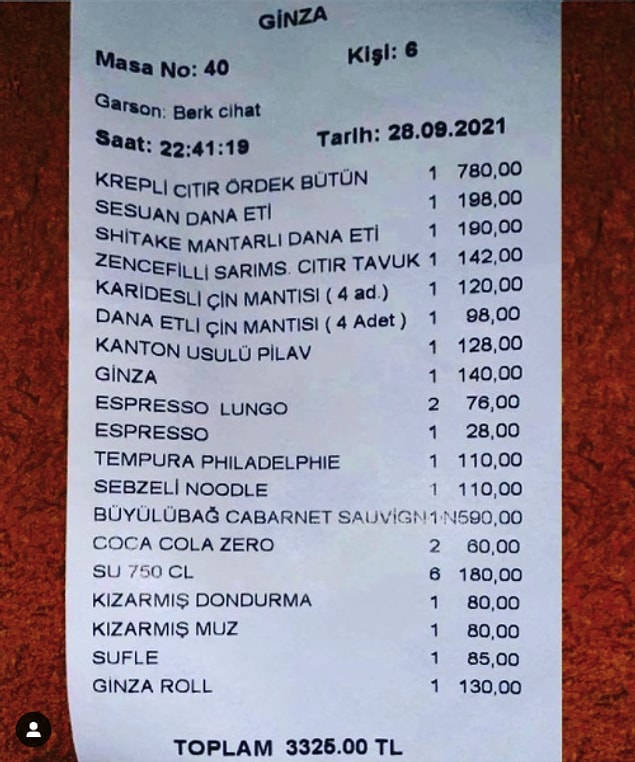 GİNZA
Masa No: 40 Kişi: 6
Garson: Berk cihat
Saat: 22:41:19 Tarih: 28.09.2021
KREPLİ CITIR ÖRDEK BÜTÜN 1 780,00
SESUAN DANA ETİ 1 198,00
SHİTAKE MANTARLI DANA ETİ 1 190,00
ZENCEFİLLİ SARIMS. CITIR TAVUK 1 142,00
KARİDESLİ ÇİN MANTISI ( 4 ad.) 1 120,00
DANA ETLİ ÇİN MANTISI ( 4 Adet ) 1 98,00
KANTON USULÜ PİLAV 1 128,00
GİNZA 1 140,00
ESPRESSO LUNGO 2 76,00
ESPRESSO 1 28,00
TEMPURA PHILADELPHIE 1 110,00
SEBZELİ NOODLE 1 110,00
BÜYÜLÜBAĞ CABARNET SAUVİGN1N590,00
COCA COLA ZERO 2 60,00
SU 750 CL 6 180,00
KIZARMIŞ DONDURMA 1 80,00
KIZARMIŞ MUZ 1 80,00
SUFLE 1 85,00
GİNZA ROLL 1 130,00
TOPLAM 3325.00 TL